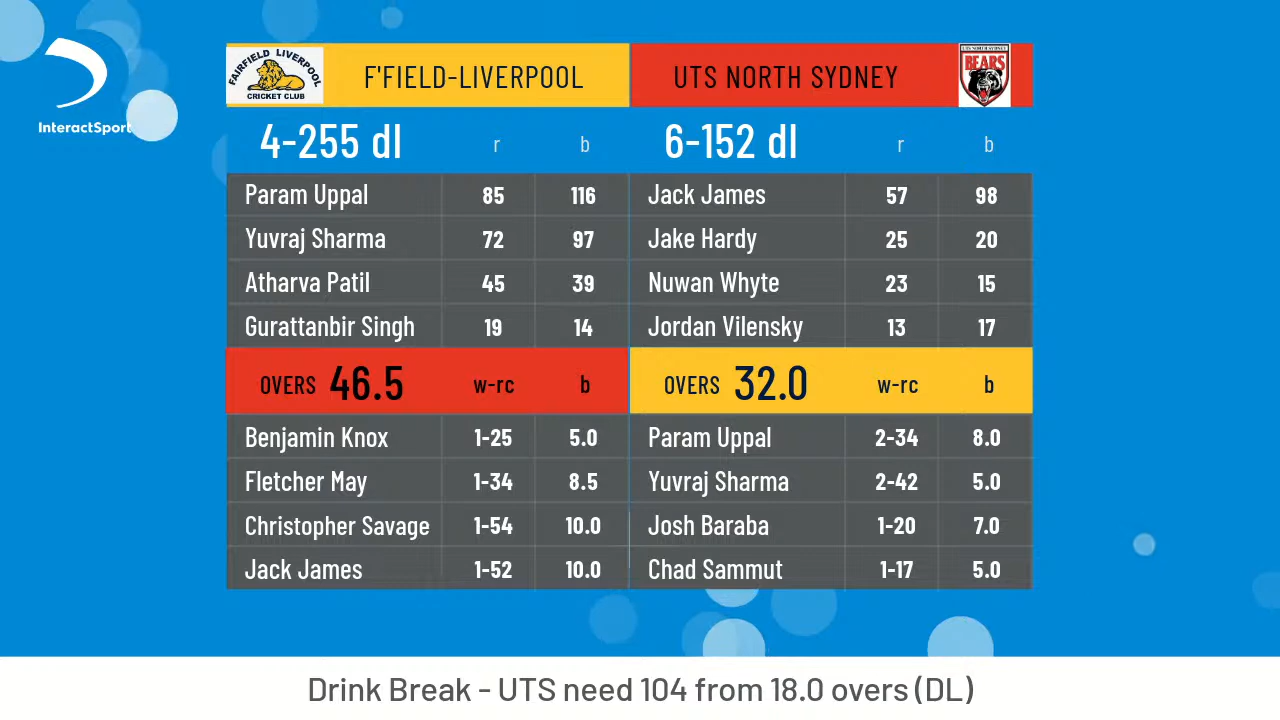 FAIRFIELD LIVERPOOL
CRICKET CLUB
F'FIELD-LIVERPOOL
UTS NORTH SYDNEY
UTS NORTH SYDNEY
BEARS
InteractSport
4-255 dl r b
6-152 dl r b
Param Uppal 85 116
Jack James 57 98
Yuvraj Sharma 72 97
Jake Hardy 25 20
Atharva Patil 45 39
Nuwan Whyte 23 15
Gurattanbir Singh 19 14
Jordan Vilensky 13 17
OVERS 46.5 w-rc b
OVERS 32.0 w-rc b
Benjamin Knox 1-25 5.0
Param Uppal 2-34 8.0
Fletcher May 1-34 8.5
Yuvraj Sharma 2-42 5.0
Christopher Savage 1-54 10.0
Josh Baraba 1-20 7.0
Jack James 1-52 10.0
Chad Sammut 1-17 5.0
Drink Break - UTS need 104 from 18.0 overs (DL)